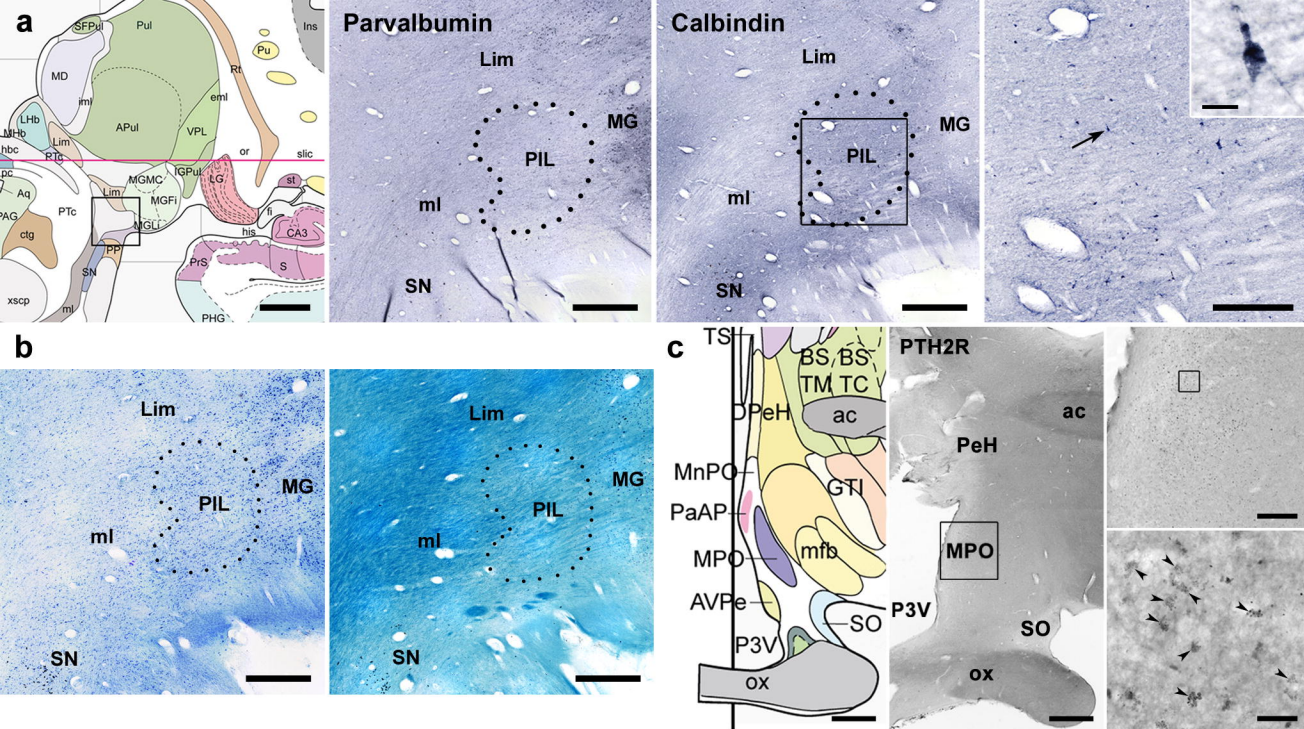 a
SFPul
Pul
Ins
MD
Pu
Rt
iml
eml
LHb
APul
MHb
Lim
VPL
hbc
PTc
or
slic
pc
IGPul
MGMC
LG
st
Aq
Lim
MGFi
PTc
fi
PAG
MGLi
CA3
ctg
his
PP
PrS
S
SN
xscp
ml
PHG
Parvalbumin
Lim
MG
PIL
ml
SN
Calbindin
Lim
MG
PIL
ml
SN
b
Lim
MG
PIL
ml
SN
Lim
MG
PIL
ml
SN
c
TS
BS BS
TM TC
DPeH
ac
MnPO
GTI
PaAP
MPO
mfb
AVPe
SO
P3V
ox
PTH2R
ac
PeH
MPO
P3V
SO
ox